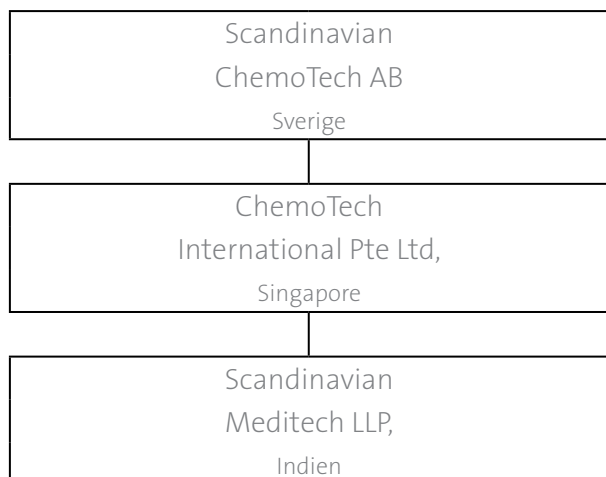 Scandinavian
ChemoTech AB
Sverige
ChemoTech
International Pte Ltd,
Singapore
Scandinavian
Meditech LLP,
Indien